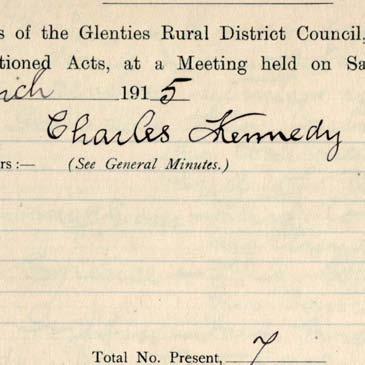 s of the Glenties Rural District Council,
tioned Acts, at a Meeting held on Sa
rch 1915
Charles Kennedy
rs :— (See General Minutes.)
Total No. Present, 7